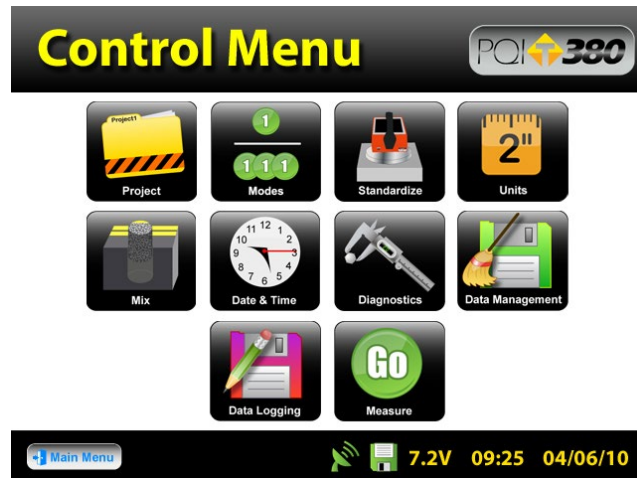 Control Menu
PQI T 380
Project1
Project
1
1 1 1
Modes
Standardize
2"
Units
Mix
11 12 1
10 2
9 3
8 4
7 6 5
Date & Time
Diagnostics
Data Management
Data Logging
Go
Measure
Main Menu
7.2V 09:25 04/06/10